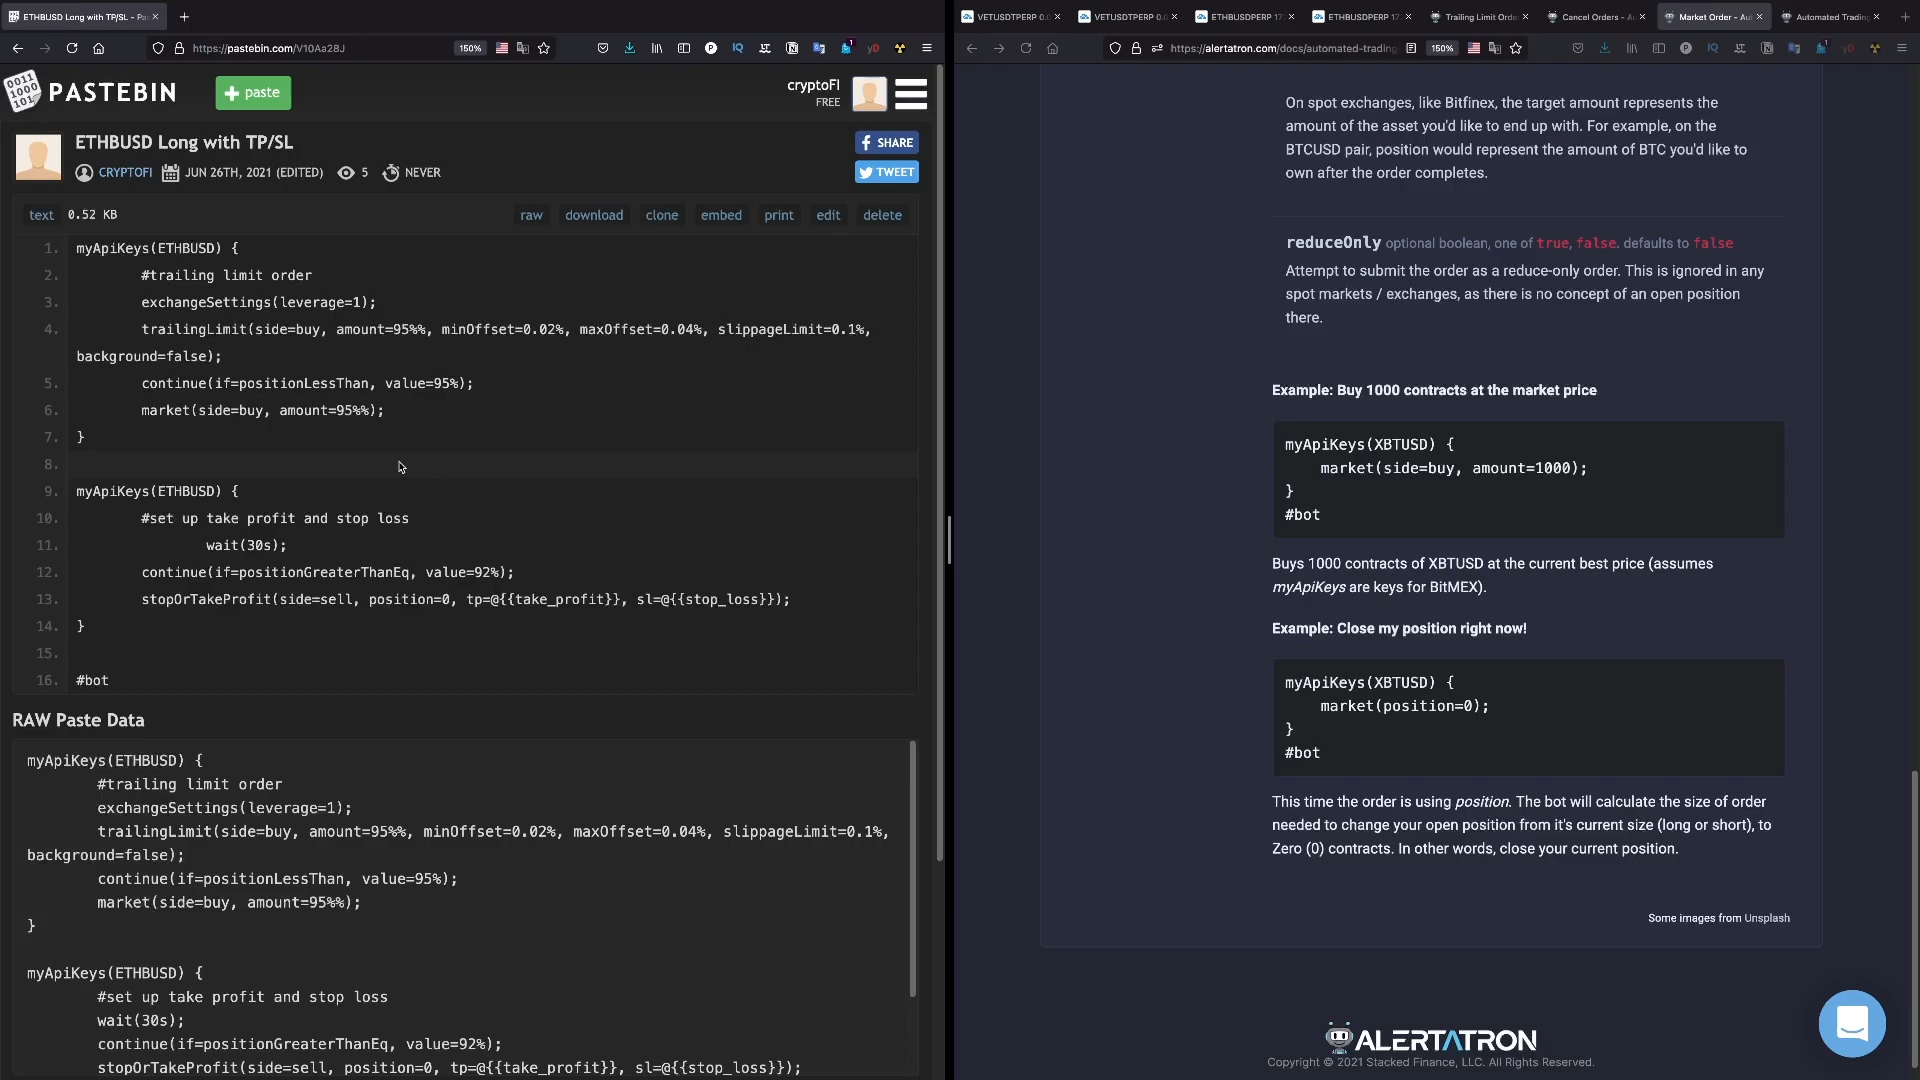 ETHBUSD Long with TP/SL - Pas
https://pastebin.com/V10Aa28J
150%
0011
1000
101
PASTEBIN
paste
cryptoFI
FREE
ETHBUSD Long with TP/SL
CRYPTOFI
JUN 26TH, 2021 (EDITED)
5
NEVER
SHARE
TWEET
text
0.52 KB
raw
download
clone
embed
print
edit
delete
1. myApiKeys(ETHBUSD) {
2. #trailing limit order
3. exchangeSettings(leverage=1);
4. trailingLimit(side=buy, amount=95%%, minOffset=0.02%, maxOffset=0.04%, slippageLimit=0.1%,
background=false);
5. continue(if=positionLessThan, value=95%);
6. market(side=buy, amount=95%%);
7. }
8.
9. myApiKeys(ETHBUSD) {
10. #set up take profit and stop loss
11. wait(30s);
12. continue(if=positionGreaterThanEq, value=92%);
13. stopOrTakeProfit(side=sell, position=0, tp=@{{take_profit}}, sl=@{{stop_loss}});
14. }
15.
16. #bot
RAW Paste Data
myApiKeys(ETHBUSD) {
#trailing limit order
exchangeSettings(leverage=1);
trailingLimit(side=buy, amount=95%%, minOffset=0.02%, maxOffset=0.04%, slippageLimit=0.1%,
background=false);
continue(if=positionLessThan, value=95%);
market(side=buy, amount=95%%);
}
myApiKeys(ETHBUSD) {
#set up take profit and stop loss
wait(30s);
continue(if=positionGreaterThanEq, value=92%);
stopOrTakeProfit(side=sell, position=0, tp=@{{take_profit}}, sl=@{{stop_loss}});
VETUSDTPERP 0.0
VETUSDTPERP 0.0
ETHBUSDPERP 17
ETHBUSDPERP 17
Trailing Limit Orde
Cancel Orders - Au
Market Order - Au
Automated Trading
https://alertatron.com/docs/automated-trading
150%
On spot exchanges, like Bitfinex, the target amount represents the
amount of the asset you'd like to end up with. For example, on the
BTCUSD pair, position would represent the amount of BTC you'd like to
own after the order completes.
reduceOnly optional boolean, one of true, false. defaults to false
Attempt to submit the order as a reduce-only order. This is ignored in any
spot markets / exchanges, as there is no concept of an open position
there.
Example: Buy 1000 contracts at the market price
myApiKeys(XBTUSD) {
market(side=buy, amount=1000);
}
#bot
Buys 1000 contracts of XBTUSD at the current best price (assumes
myApiKeys are keys for BitMEX).
Example: Close my position right now!
myApiKeys(XBTUSD) {
market(position=0);
}
#bot
This time the order is using position. The bot will calculate the size of order
needed to change your open position from it's current size (long or short), to
Zero (0) contracts. In other words, close your current position.
Some images from Unsplash
ALERTATRON
Copyright © 2021 Stacked Finance, LLC. All Rights Reserved.